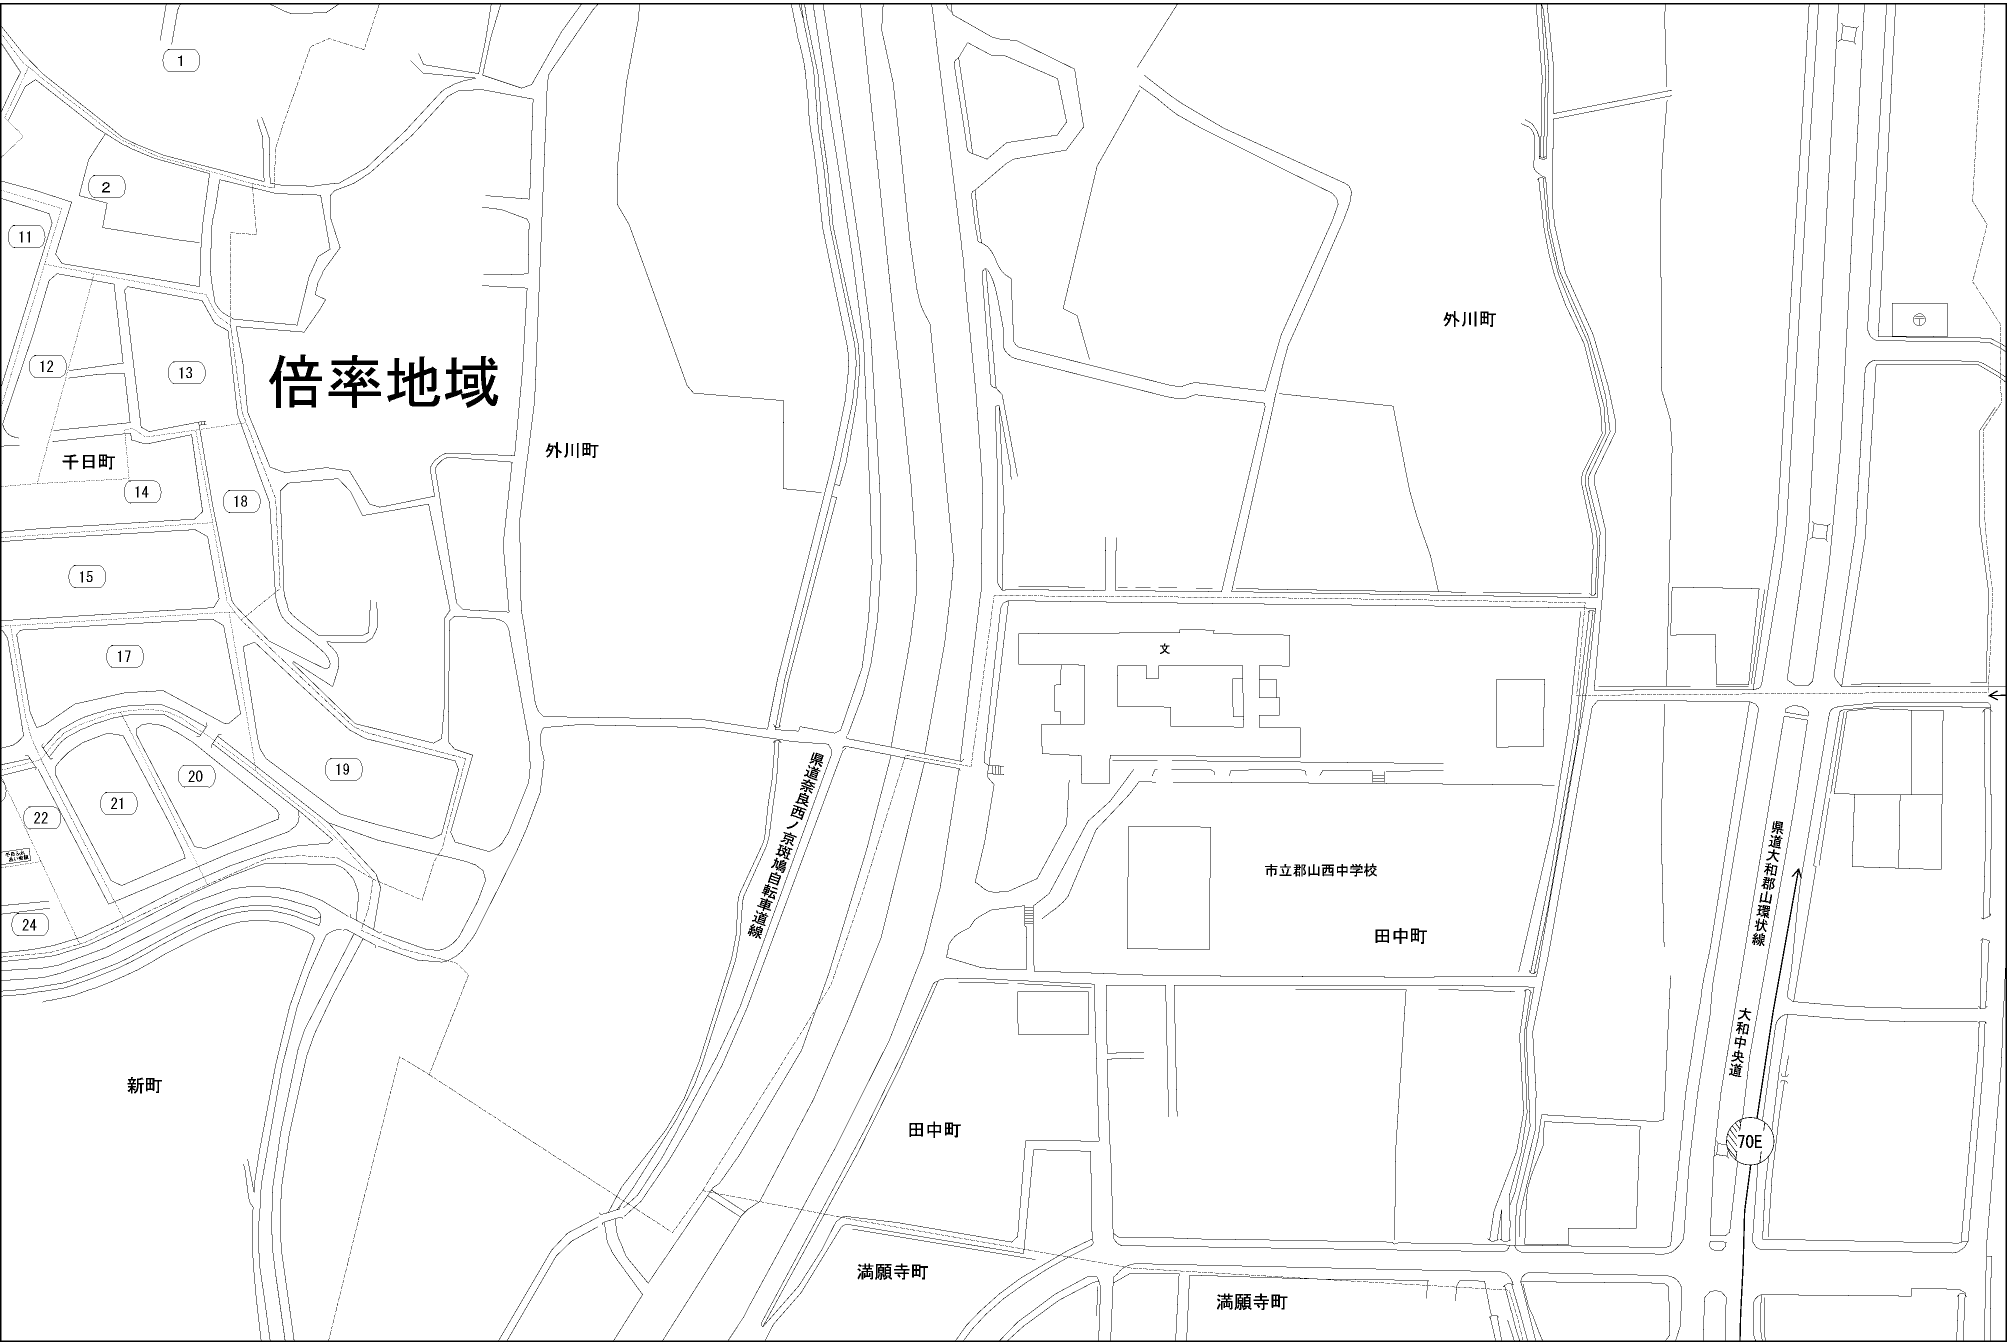 1
2
11
外川町
〒
12
13
倍率地域
外川町
千日町
14
18
15
文
17
19
20
21
22
県道奈良西ノ京斑鳩自転車道線
県道大和郡山環状線
市立郡山西中学校
24
田中町
大和中央道
新町
田中町
70E
満願寺町
満願寺町